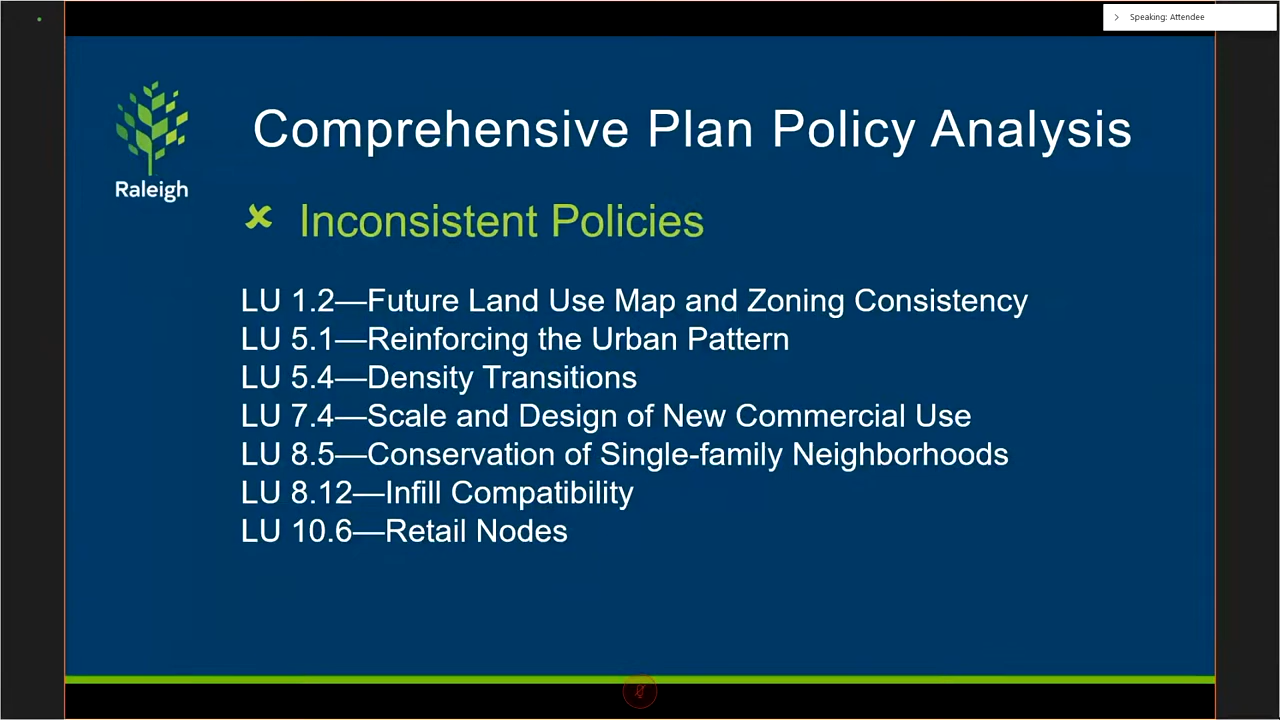 Speaking: Attendee
Comprehensive Plan Policy Analysis
Raleigh
Inconsistent Policies
LU 1.2—Future Land Use Map and Zoning Consistency
LU 5.1—Reinforcing the Urban Pattern
LU 5.4—Density Transitions
LU 7.4—Scale and Design of New Commercial Use
LU 8.5—Conservation of Single-family Neighborhoods
LU 8.12—Infill Compatibility
LU 10.6—Retail Nodes